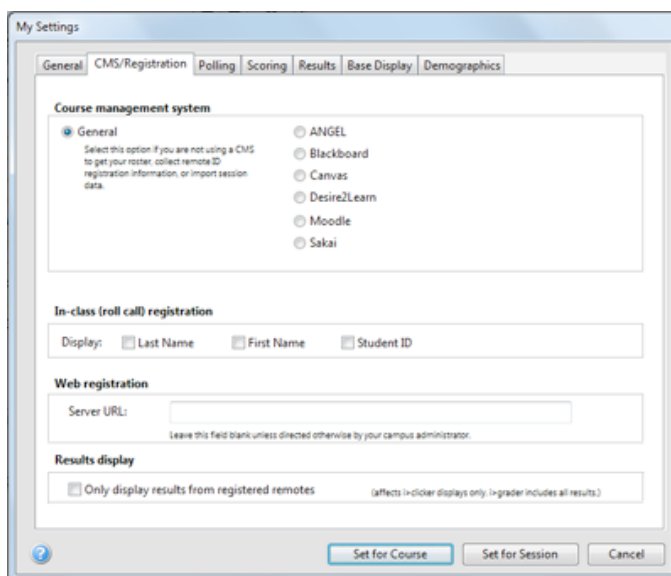 My Settings
General CMS/Registration Polling Scoring Results Base Display Demographics
Course management system
General
Select this option if you are not using a CMS
to get your roster, collect remote ID
registration information, or import session
data.
ANGEL
Blackboard
Canvas
Desire2Learn
Moodle
Sakai
In-class (roll call) registration
Display: Last Name First Name Student ID
Web registration
Server URL:
Leave this field blank unless directed otherwise by your campus administrator.
Results display
Only display results from registered remotes (affects i>clicker displays only. i>grader includes all results.)
? Set for Course Set for Session Cancel